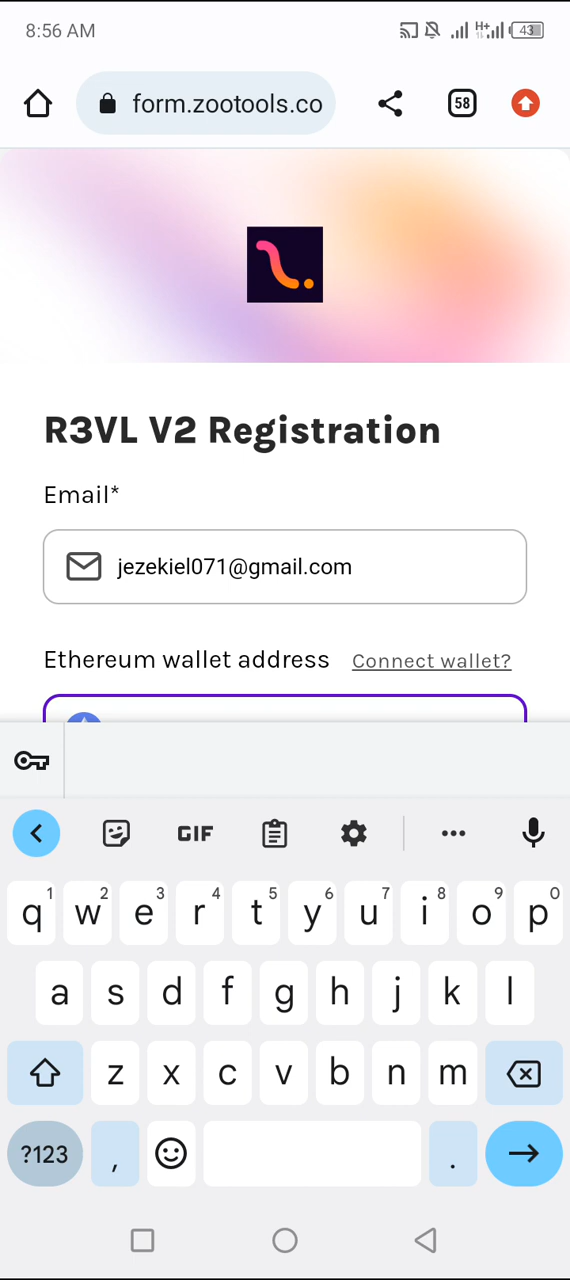 8:56 AM
H+
43
form.zootools.co
58
R3VL V2 Registration
Email*
jezekiel071@gmail.com
Ethereum wallet address Connect wallet?
GIF
1 2 3 4 5 6 7 8 9 0
q w e r t y u i o p
a s d f g h j k l
z x c v b n m
?123 , .